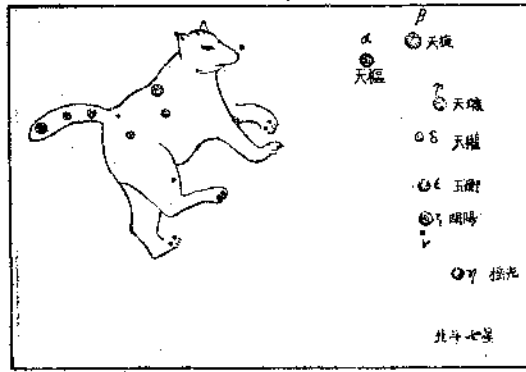 β
α
天璇
天樞
γ 天璣
δ 天權
ε 玉衡
ζ 開陽
η 搖光
北斗七星